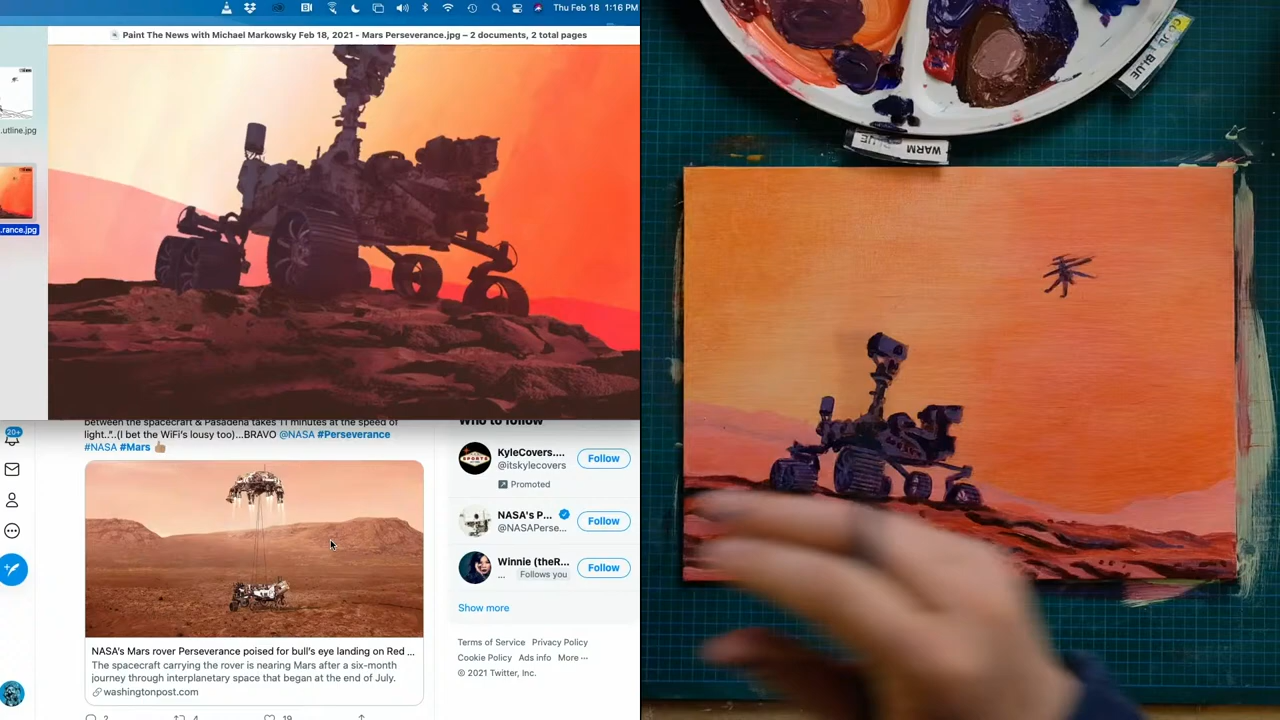 Thu Feb 18 1:16 PM
Paint The News with Michael Markowsky Feb 18, 2021 - Mars Perseverance.jpg – 2 documents, 2 total pages
...utline.jpg
...rance.jpg
between the spacecraft & Pasadena takes 11 minutes at the speed of
light..”..(I bet the WiFi's lousy too)...BRAVO @NASA #Perseverance
#NASA #Mars 👍🏽
20+
NASA's Mars rover Perseverance poised for bull's eye landing on Red ...
The spacecraft carrying the rover is nearing Mars after a six-month
journey through interplanetary space that began at the end of July.
washingtonpost.com
2 4 19
Who to follow
KyleCovers....
@itskylecovers
Follow
Promoted
NASA's P...
@NASAPerse...
Follow
Winnie (theR...
... Follows you
Follow
Show more
Terms of Service Privacy Policy
Cookie Policy Ads info More ···
© 2021 Twitter, Inc.
SPORTS
WARM
BLUE